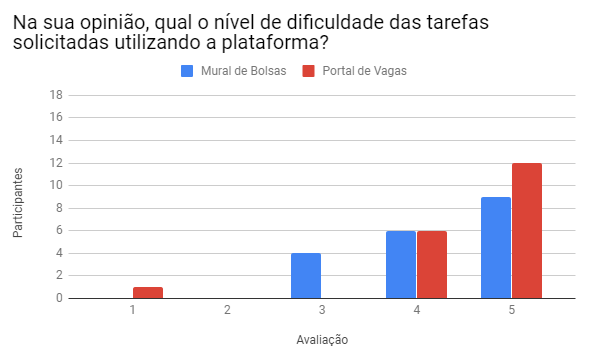 Na sua opinião, qual o nível de dificuldade das tarefas
solicitadas utilizando a plataforma?
Mural de Bolsas
Portal de Vagas
18
16
14
12
10
8
6
4
2
0
Participantes
1
2
3
4
5
Avaliação